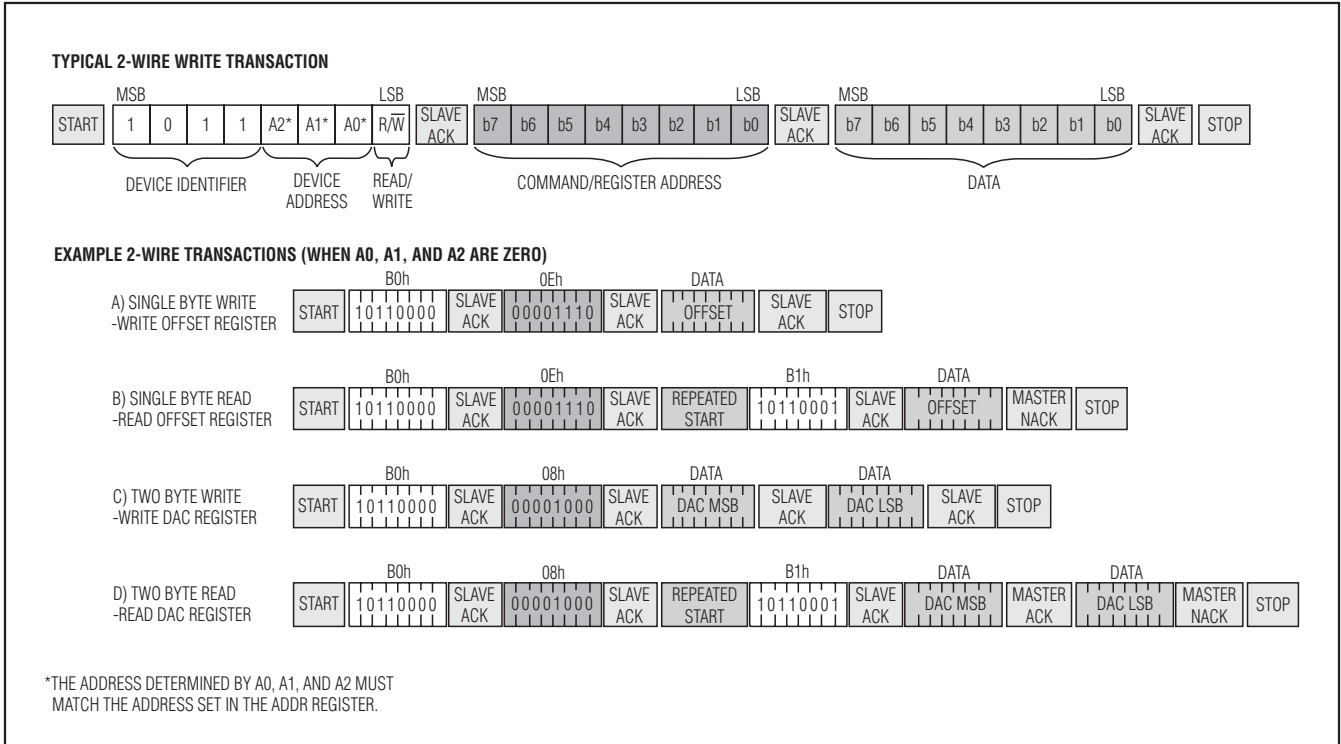 TYPICAL 2-WIRE WRITE TRANSACTION
MSB LSB MSB LSB MSB LSB
START 1 0 1 1 A2* A1* A0* R/W̅ SLAVE ACK b7 b6 b5 b4 b3 b2 b1 b0 SLAVE ACK b7 b6 b5 b4 b3 b2 b1 b0 SLAVE ACK STOP
DEVICE IDENTIFIER DEVICE ADDRESS READ/WRITE COMMAND/REGISTER ADDRESS DATA
EXAMPLE 2-WIRE TRANSACTIONS (WHEN A0, A1, AND A2 ARE ZERO)
B0h 0Eh DATA
A) SINGLE BYTE WRITE
-WRITE OFFSET REGISTER
START 10110000 SLAVE ACK 00001110 SLAVE ACK OFFSET SLAVE ACK STOP
B0h 0Eh B1h DATA
B) SINGLE BYTE READ
-READ OFFSET REGISTER
START 10110000 SLAVE ACK 00001110 SLAVE ACK REPEATED START 10110001 SLAVE ACK OFFSET MASTER NACK STOP
B0h 08h DATA DATA
C) TWO BYTE WRITE
-WRITE DAC REGISTER
START 10110000 SLAVE ACK 00001000 SLAVE ACK DAC MSB SLAVE ACK DAC LSB SLAVE ACK STOP
B0h 08h B1h DATA DATA
D) TWO BYTE READ
-READ DAC REGISTER
START 10110000 SLAVE ACK 00001000 SLAVE ACK REPEATED START 10110001 SLAVE ACK DAC MSB MASTER ACK DAC LSB MASTER NACK STOP
*THE ADDRESS DETERMINED BY A0, A1, AND A2 MUST
MATCH THE ADDRESS SET IN THE ADDR REGISTER.